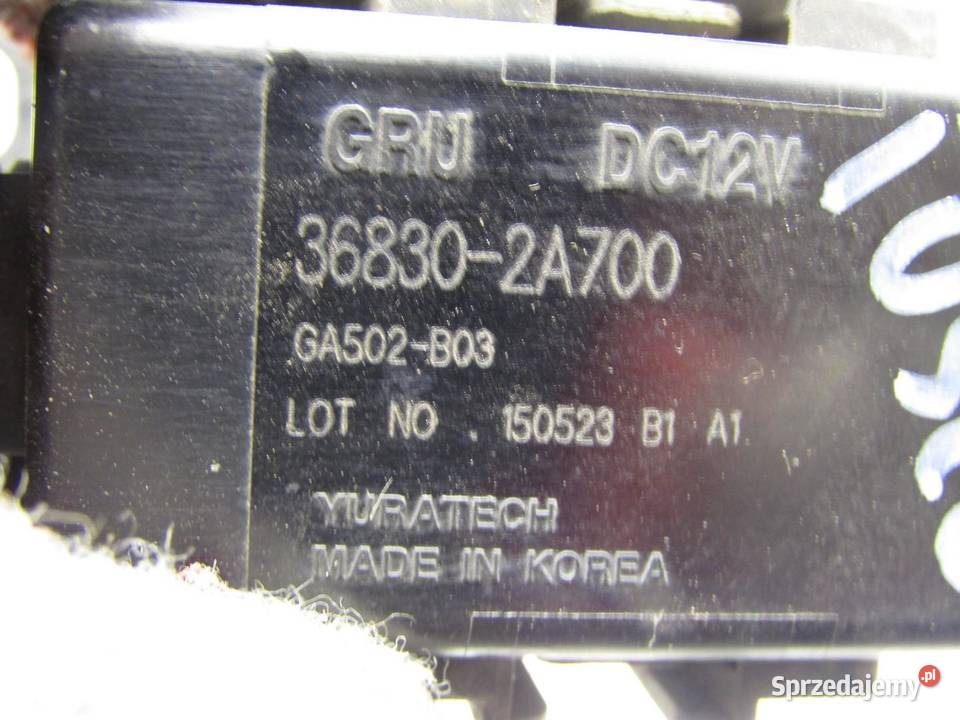 GRU DC12V
36830-2A700
GA502-B03
LOT NO . 150523 B1 A1
YURATECH
MADE IN KOREA
Sprzedajemy.pl